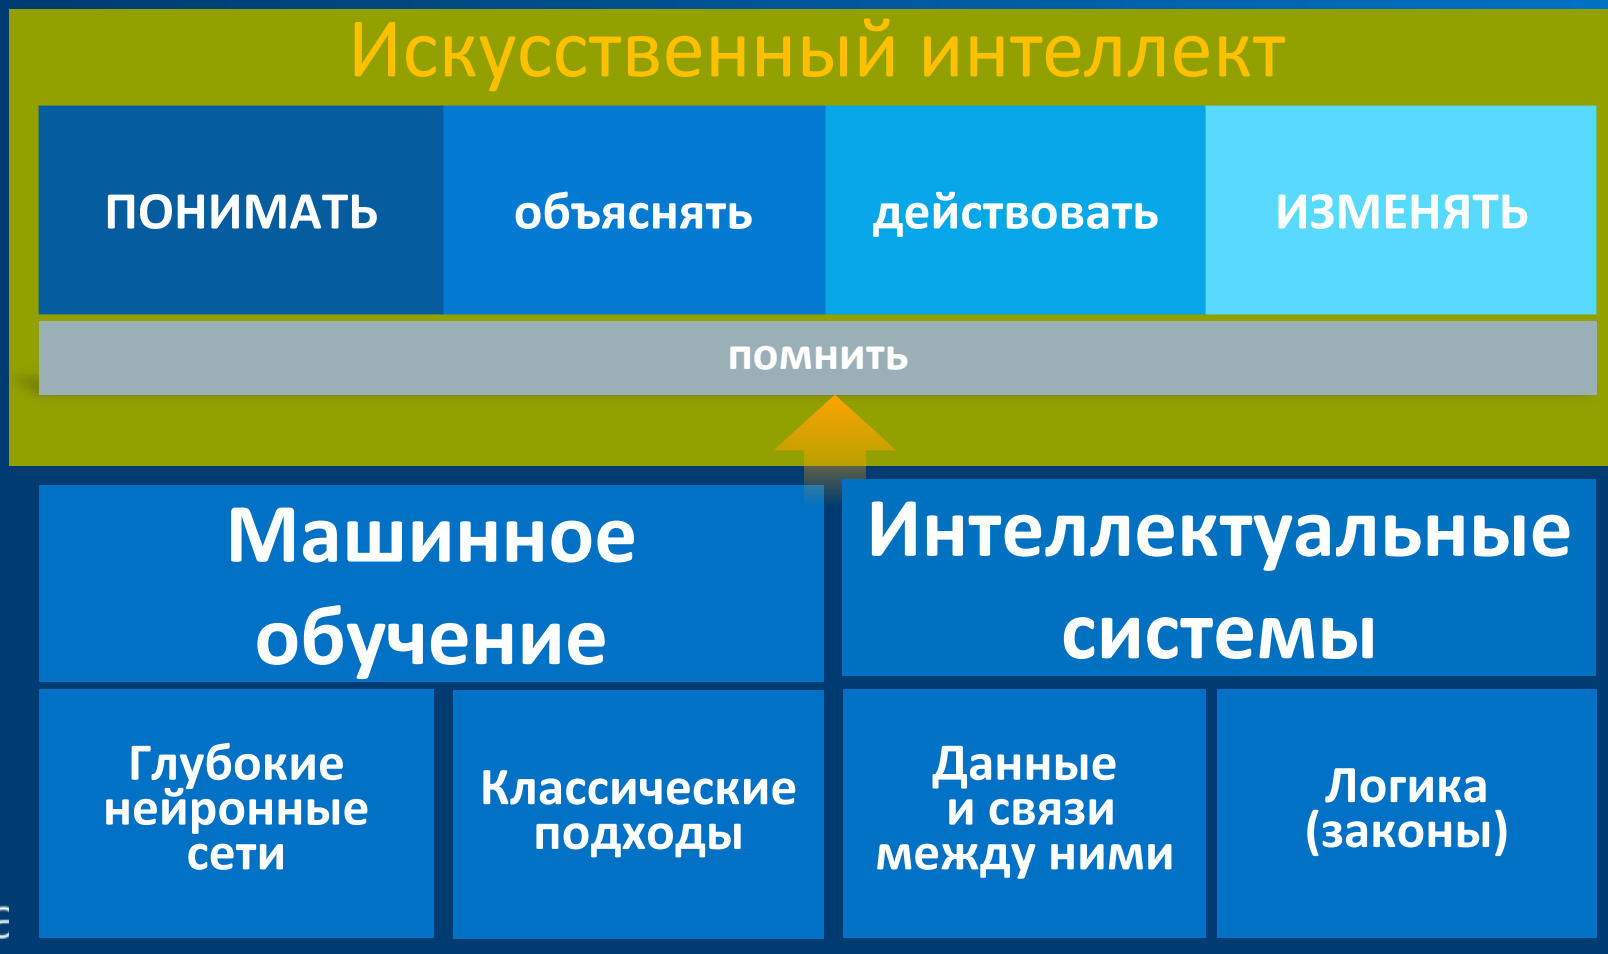 Искусственный интеллект
ПОНИМАТЬ
объяснять
действовать
ИЗМЕНЯТЬ
помнить
Машинное
обучение
Интеллектуальные
системы
Глубокие
нейронные
сети
Классические
подходы
Данные
и связи
между ними
Логика
(законы)